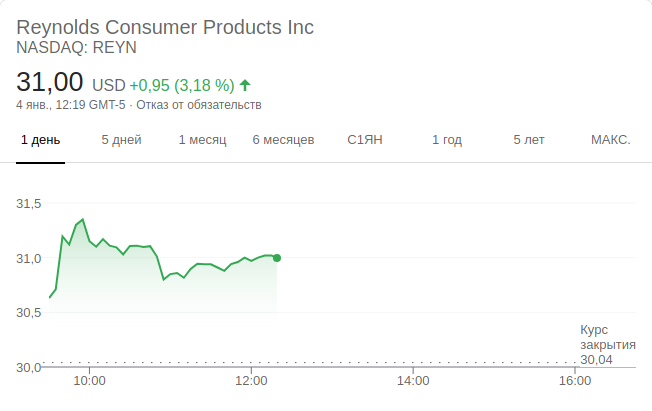 Reynolds Consumer Products Inc
NASDAQ: REYN
31,00 USD +0,95 (3,18 %)
4 янв., 12:19 GMT-5 · Отказ от обязательств
1 день 5 дней 1 месяц 6 месяцев С1ЯН 1 год 5 лет МАКС.
31,5
31,0
30,5
Курс
закрытия
30,04
30,0
10:00 12:00 14:00 16:00